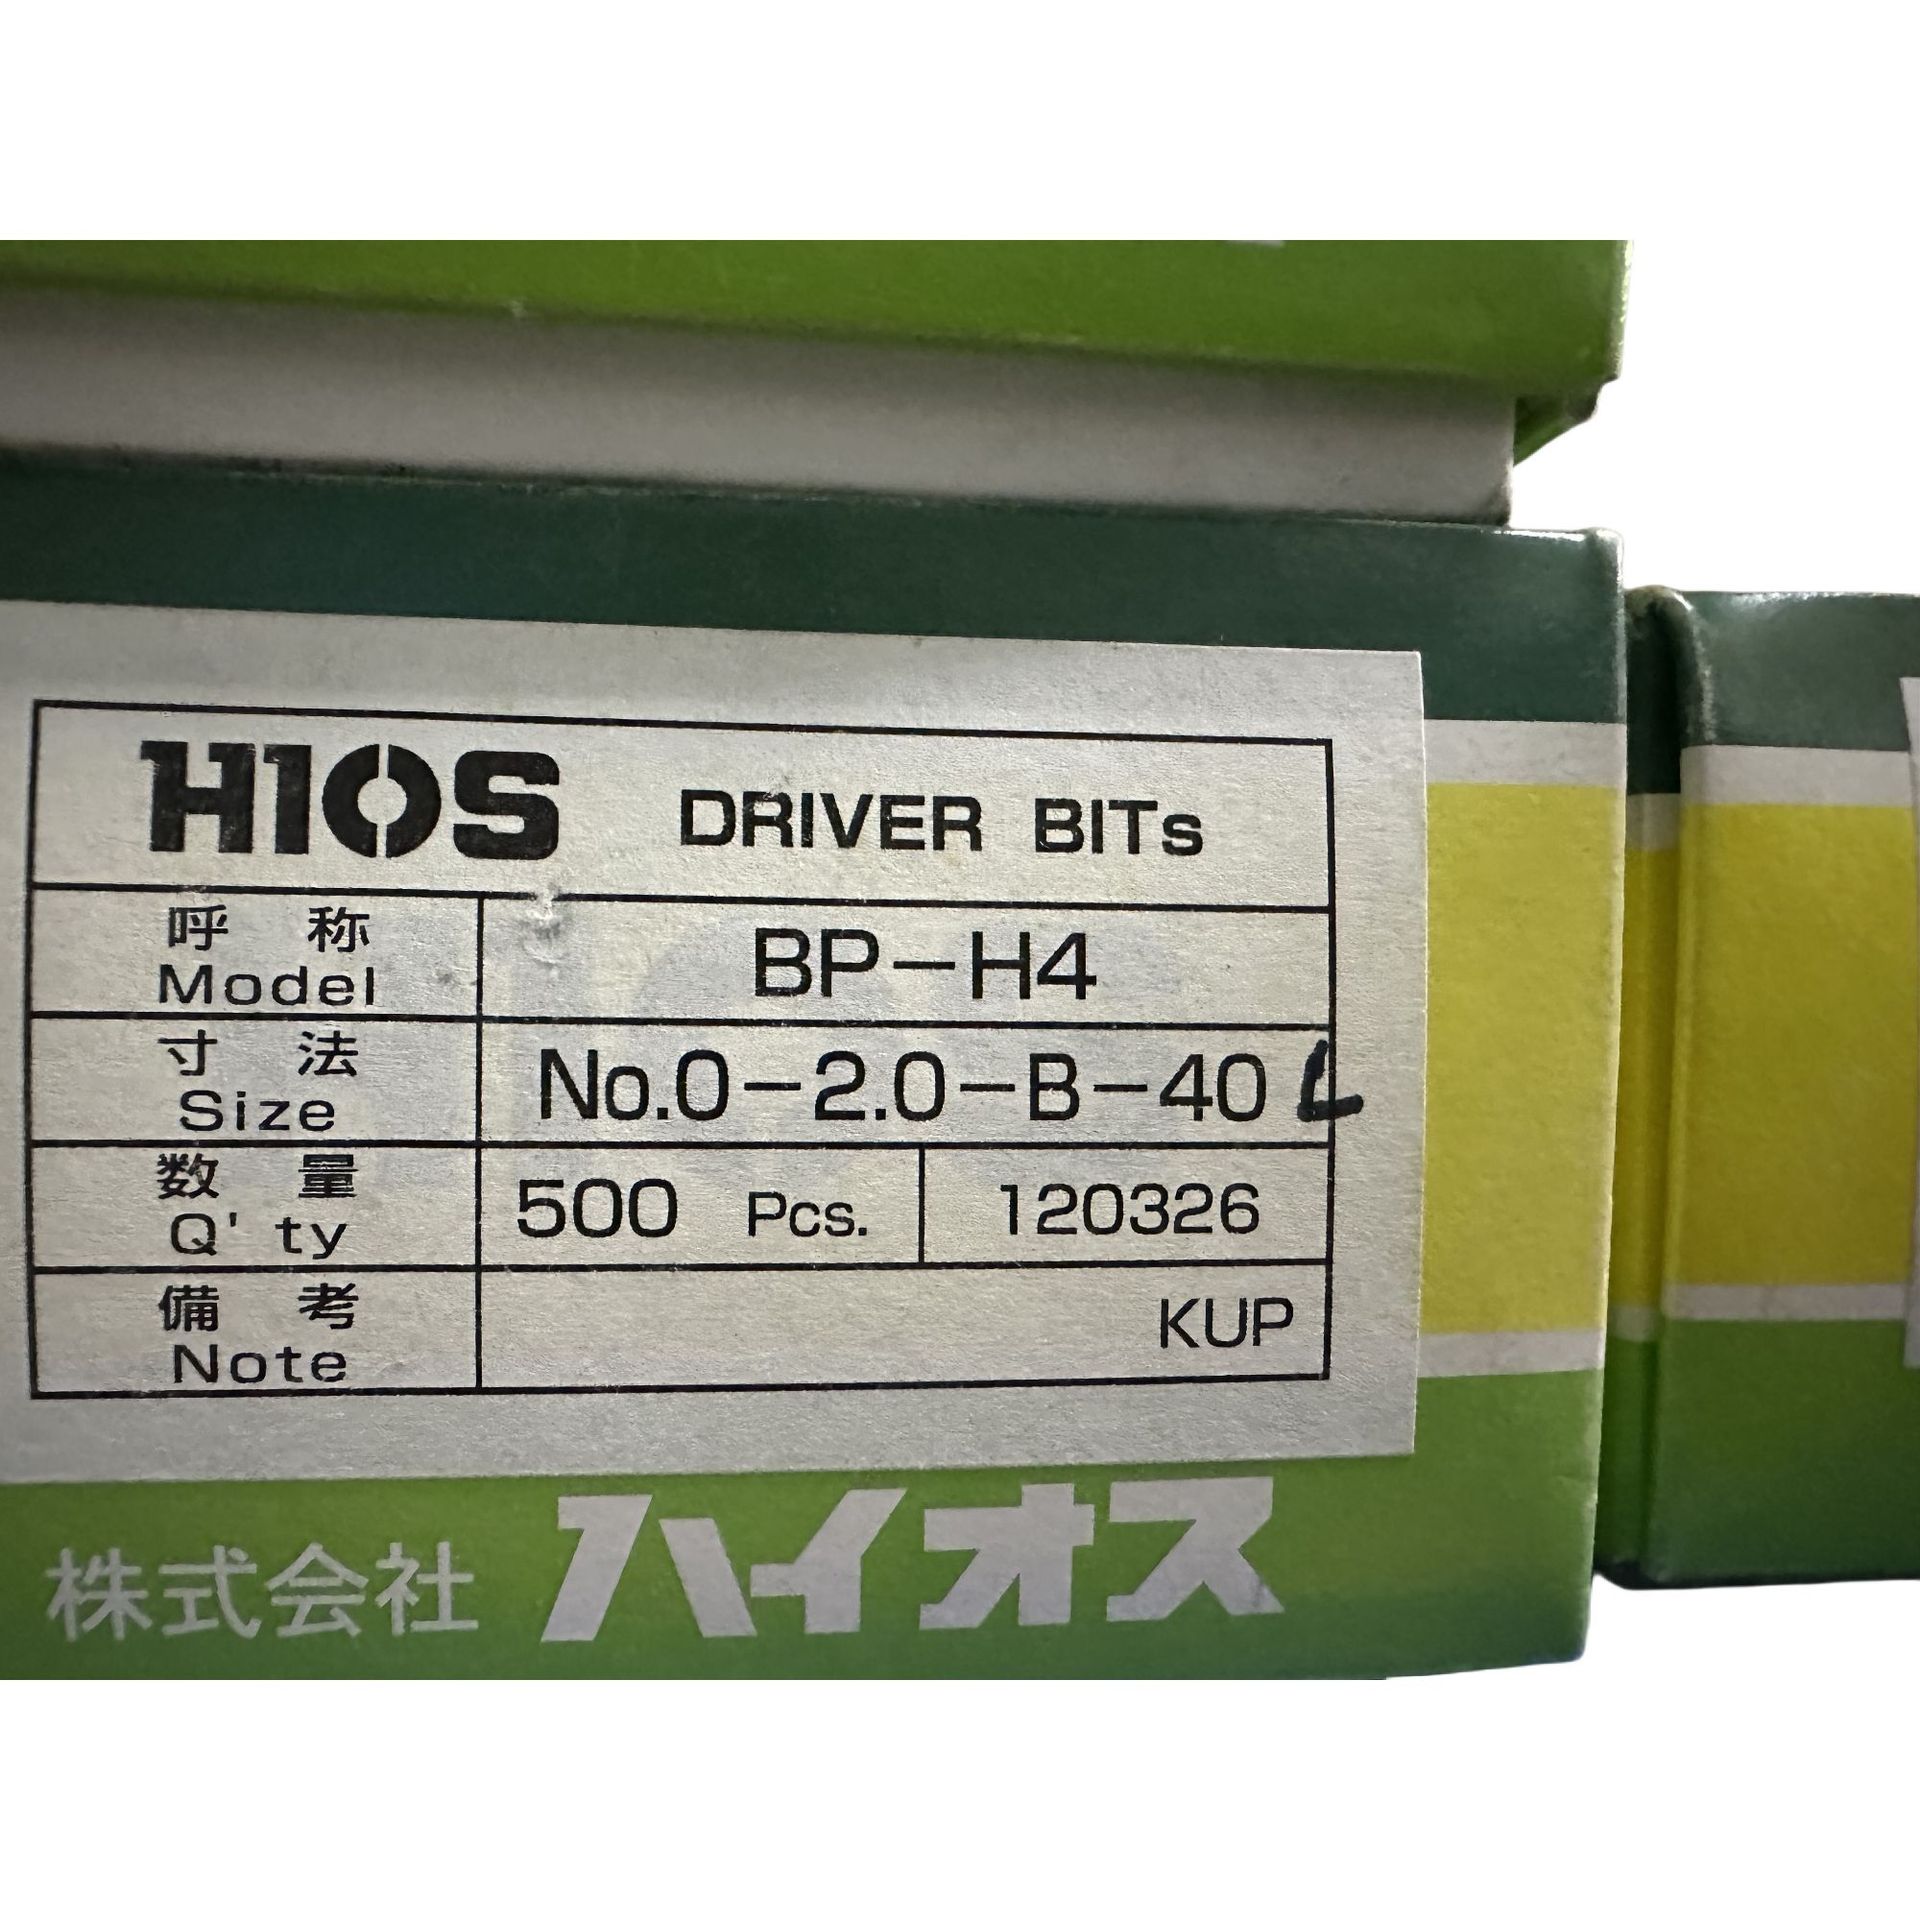 HIOS DRIVER BITs
呼称 BP-H4
Model
寸法 No.0-2.0-B-40 L
Size
数量 500 Pcs. 120326
Q'ty
備考 KUP
Note
株式会社 ハイオス